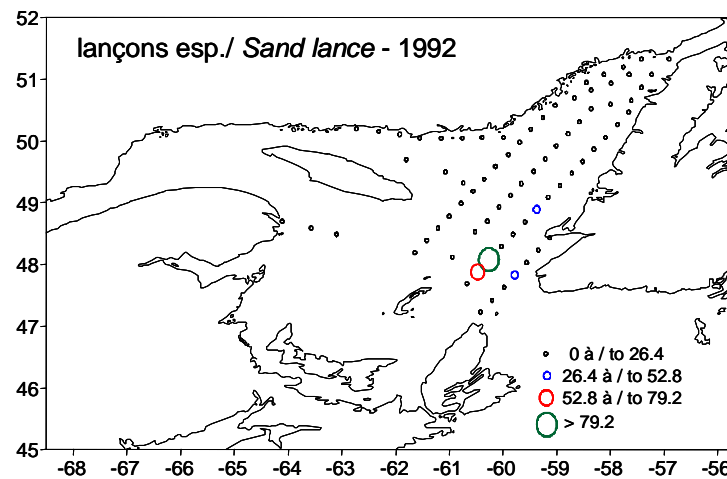 52
lançons esp./ Sand lance - 1992
51
50
49
48
47
0 à / to 26.4
26.4 à / to 52.8
46
52.8 à / to 79.2
> 79.2
45
-68 -67 -66 -65 -64 -63 -62 -61 -60 -59 -58 -57 -56